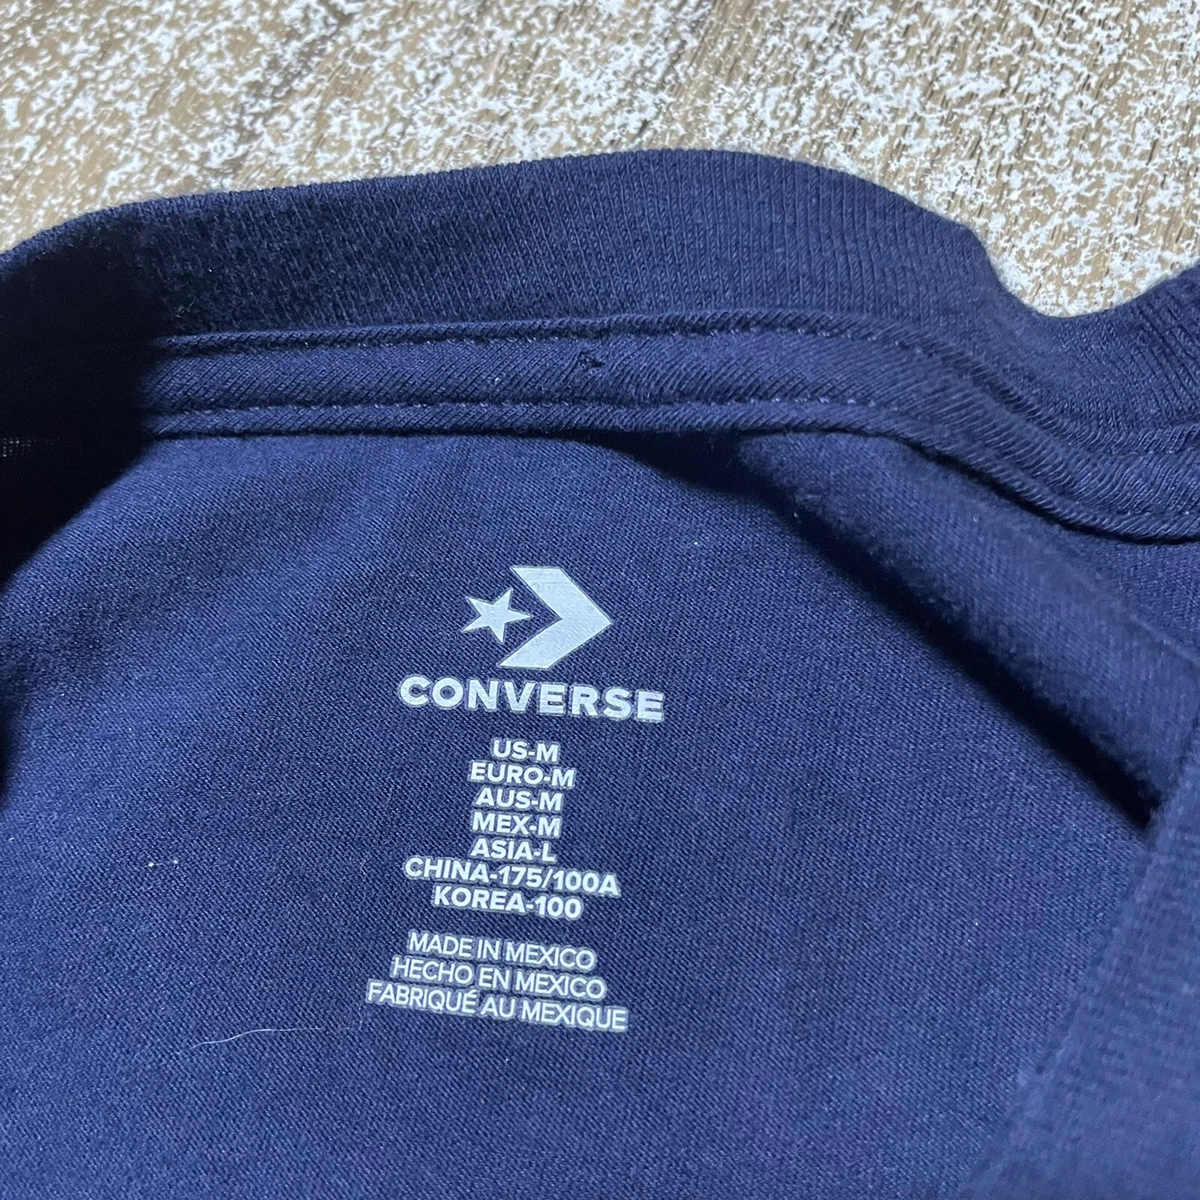 CONVERSE
US-M
EURO-M
AUS-M
MEX-M
ASIA-L
CHINA-175/100A
KOREA-100
MADE IN MEXICO
HECHO EN MEXICO
FABRIQUÉ AU MEXIQUE